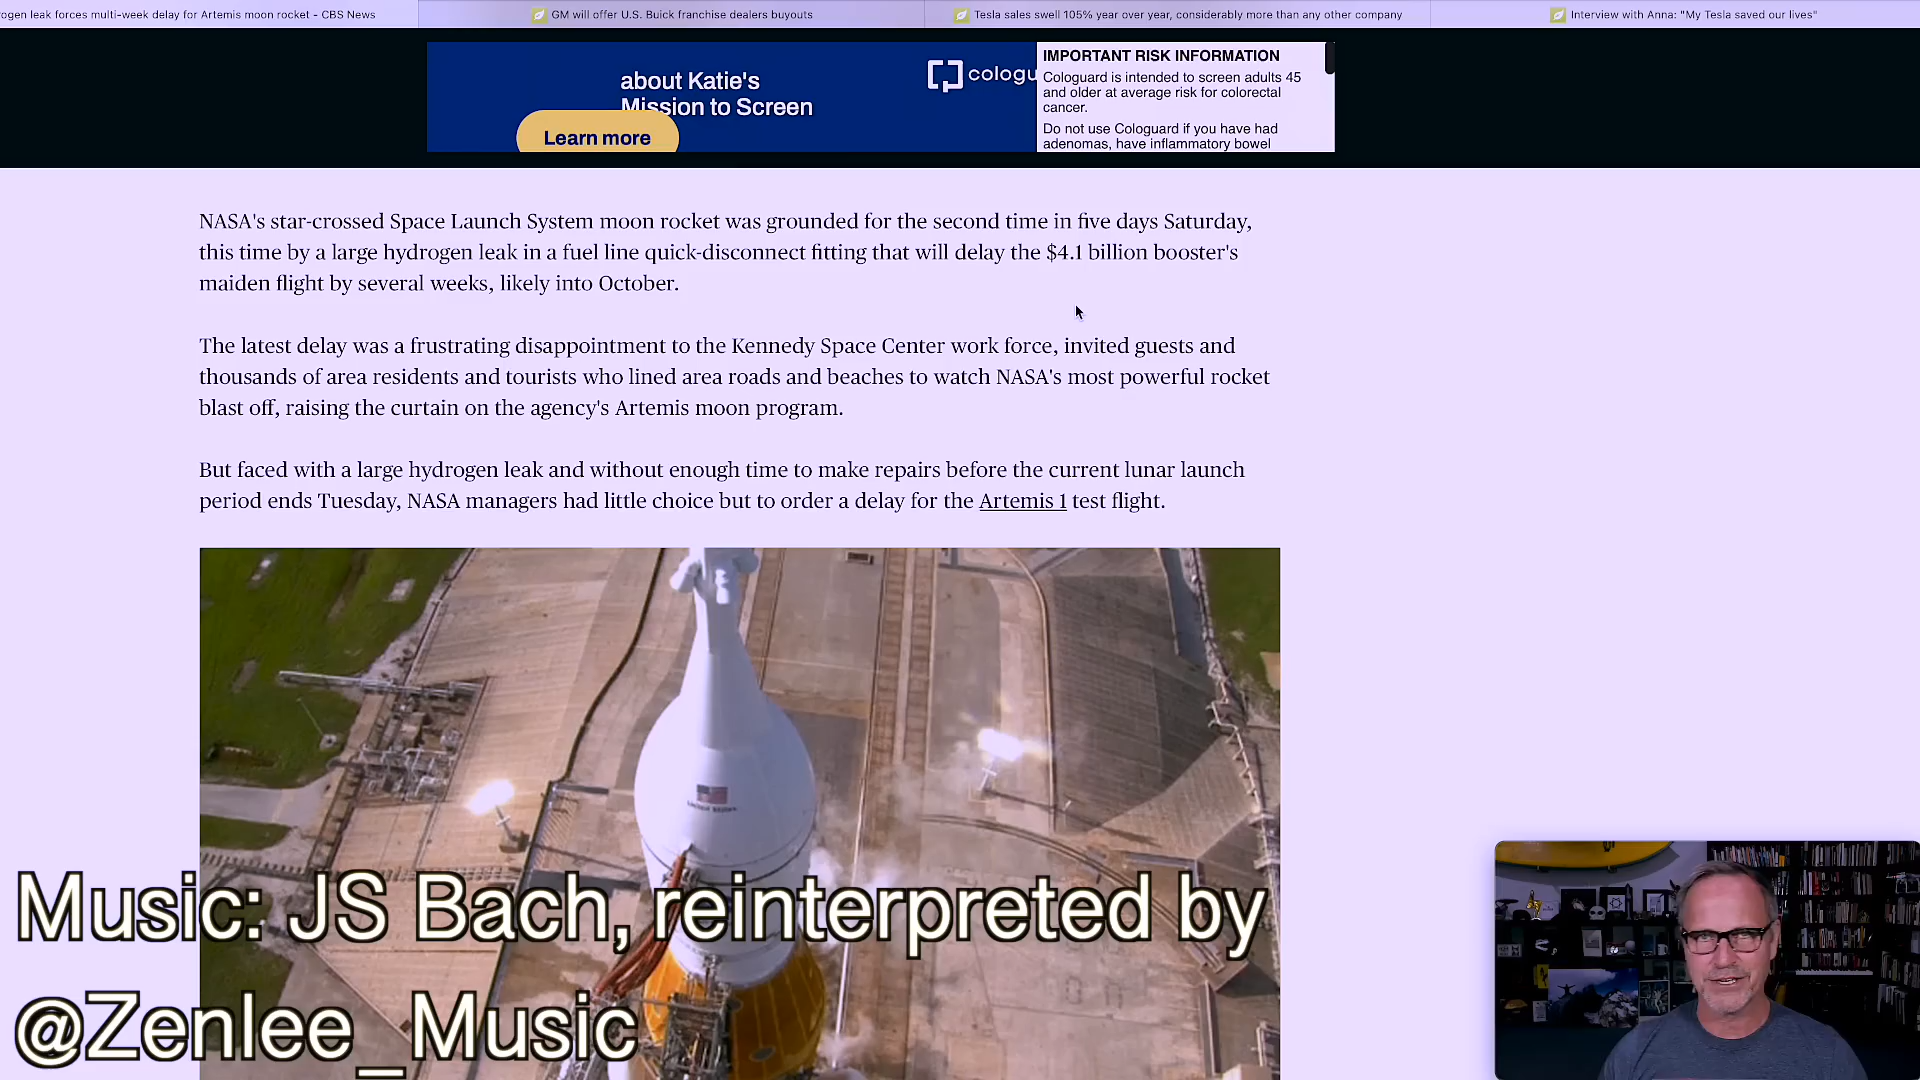 ogen leak forces multi-week delay for Artemis moon rocket - CBS News
GM will offer U.S. Buick franchise dealers buyouts
Tesla sales swell 105% year over year, considerably more than any other company
Interview with Anna: "My Tesla saved our lives"
about Katie's
Mission to Screen
Learn more
cologu
IMPORTANT RISK INFORMATION
Cologuard is intended to screen adults 45
and older at average risk for colorectal
cancer.
Do not use Cologuard if you have had
adenomas, have inflammatory bowel
NASA's star-crossed Space Launch System moon rocket was grounded for the second time in five days Saturday,
this time by a large hydrogen leak in a fuel line quick-disconnect fitting that will delay the $4.1 billion booster's
maiden flight by several weeks, likely into October.
The latest delay was a frustrating disappointment to the Kennedy Space Center work force, invited guests and
thousands of area residents and tourists who lined area roads and beaches to watch NASA's most powerful rocket
blast off, raising the curtain on the agency's Artemis moon program.
But faced with a large hydrogen leak and without enough time to make repairs before the current lunar launch
period ends Tuesday, NASA managers had little choice but to order a delay for the Artemis 1 test flight.
United States
Music: JS Bach, reinterpreted by
@Zenlee_Music